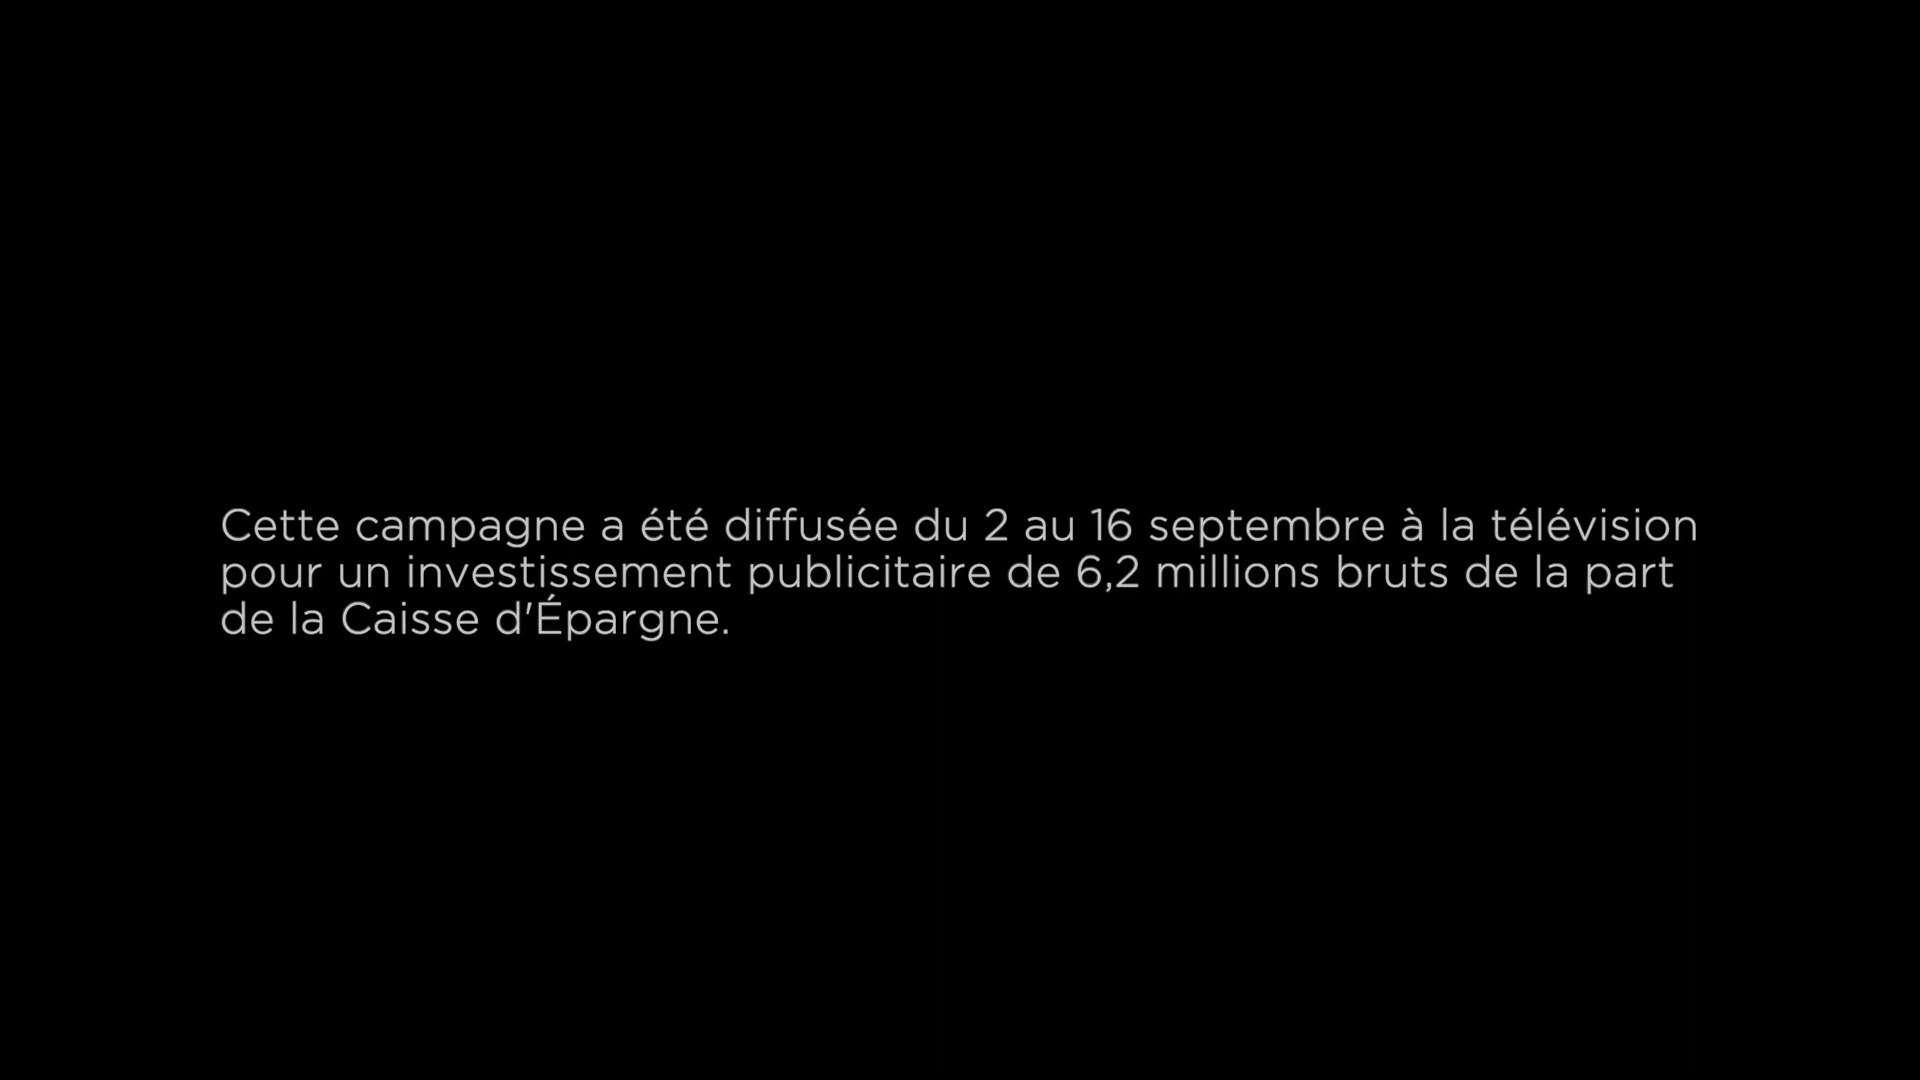 Cette campagne a été diffusée du 2 au 16 septembre à la télévision
pour un investissement publicitaire de 6,2 millions bruts de la part
de la Caisse d'Épargne.